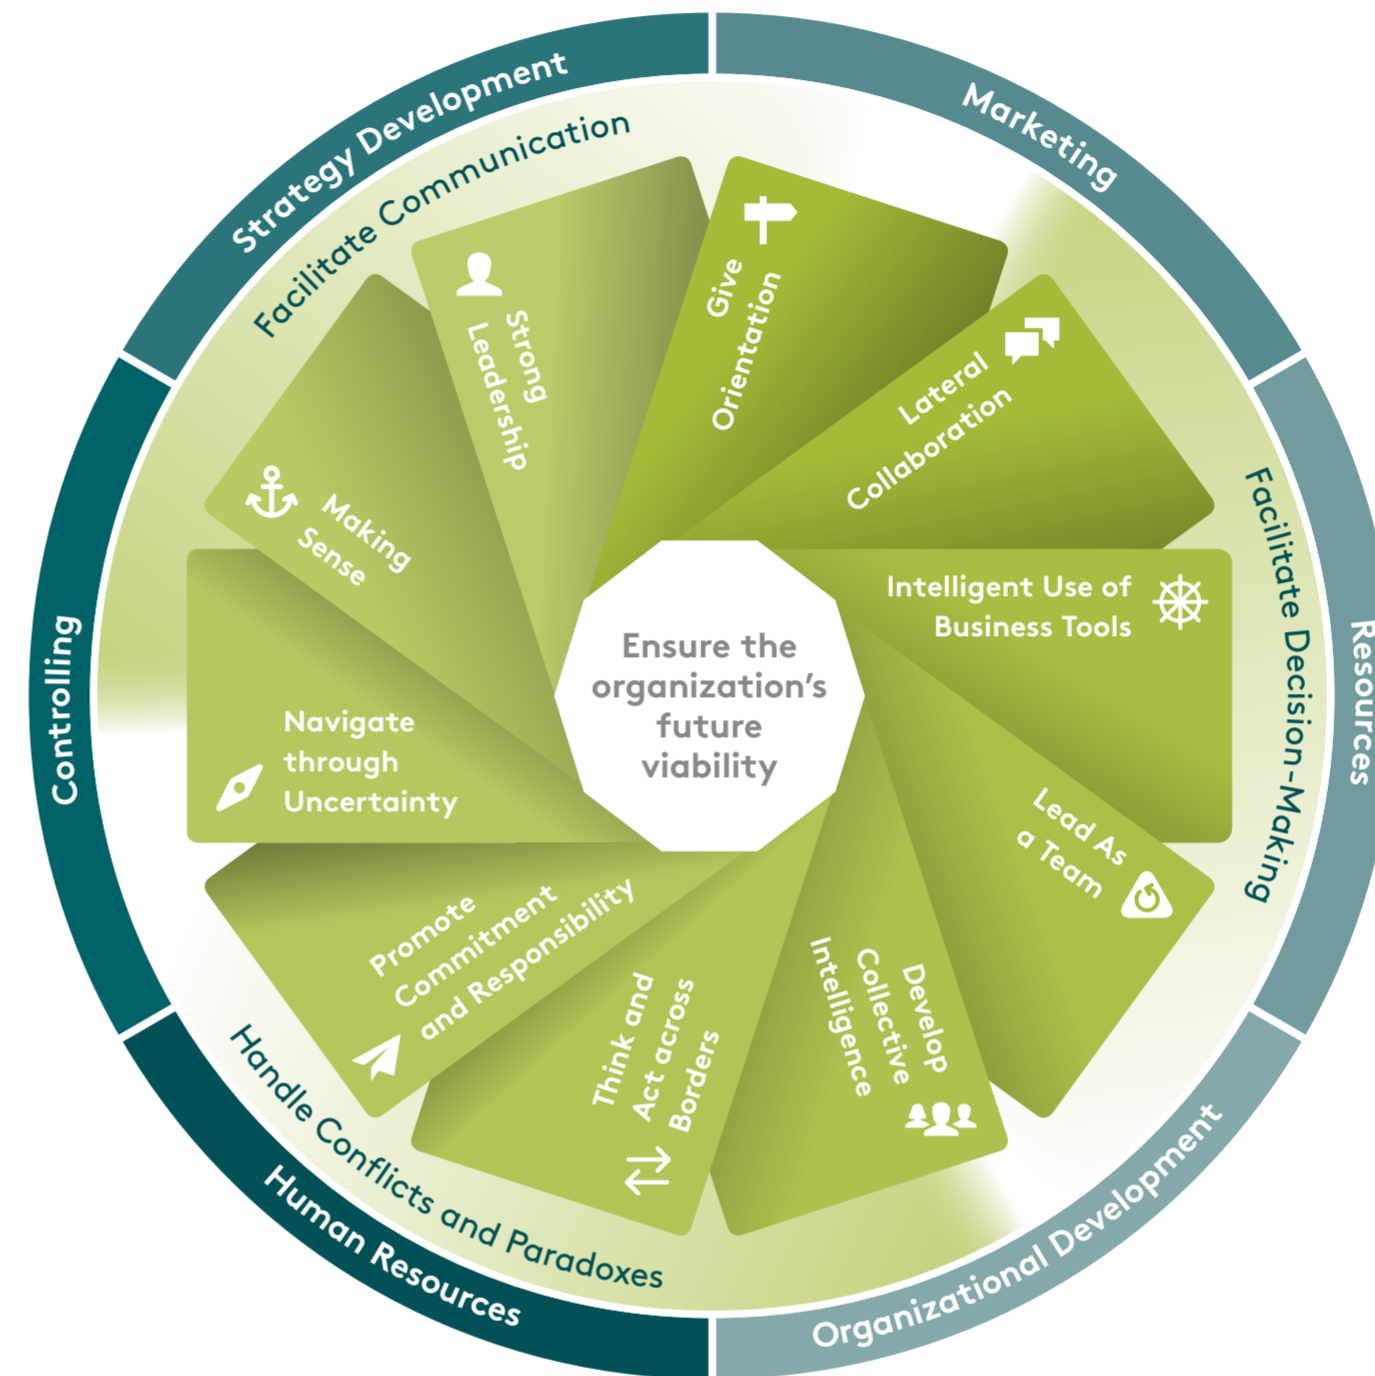 Strategy Development
Marketing
Resources
Organizational Development
Human Resources
Controlling
Facilitate Communication
Facilitate Decision-Making
Handle Conflicts and Paradoxes
Give
Orientation
Lateral
Collaboration
Intelligent Use of
Business Tools
Lead As
a Team
Develop
Collective
Intelligence
Think and
Act across
Borders
Promote
Commitment
and Responsibility
Navigate
through
Uncertainty
Making
Sense
Strong
Leadership
Ensure the
organization’s
future
viability